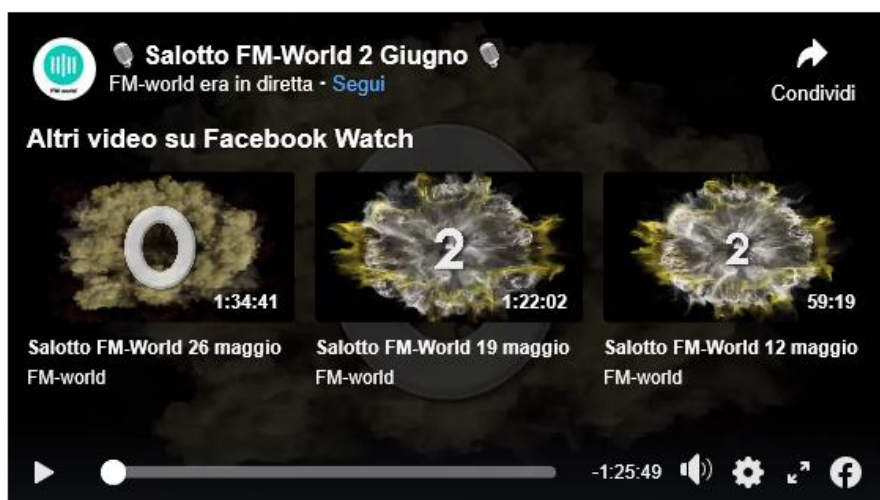 🎙 Salotto FM-World 2 Giugno 🎙
FM-world era in diretta · Segui
Condividi
FM-world
Altri video su Facebook Watch
0
1:34:41
2
1:22:02
2
59:19
Salotto FM-World 26 maggio
FM-world
Salotto FM-World 19 maggio
FM-world
Salotto FM-World 12 maggio
FM-world
-1:25:49